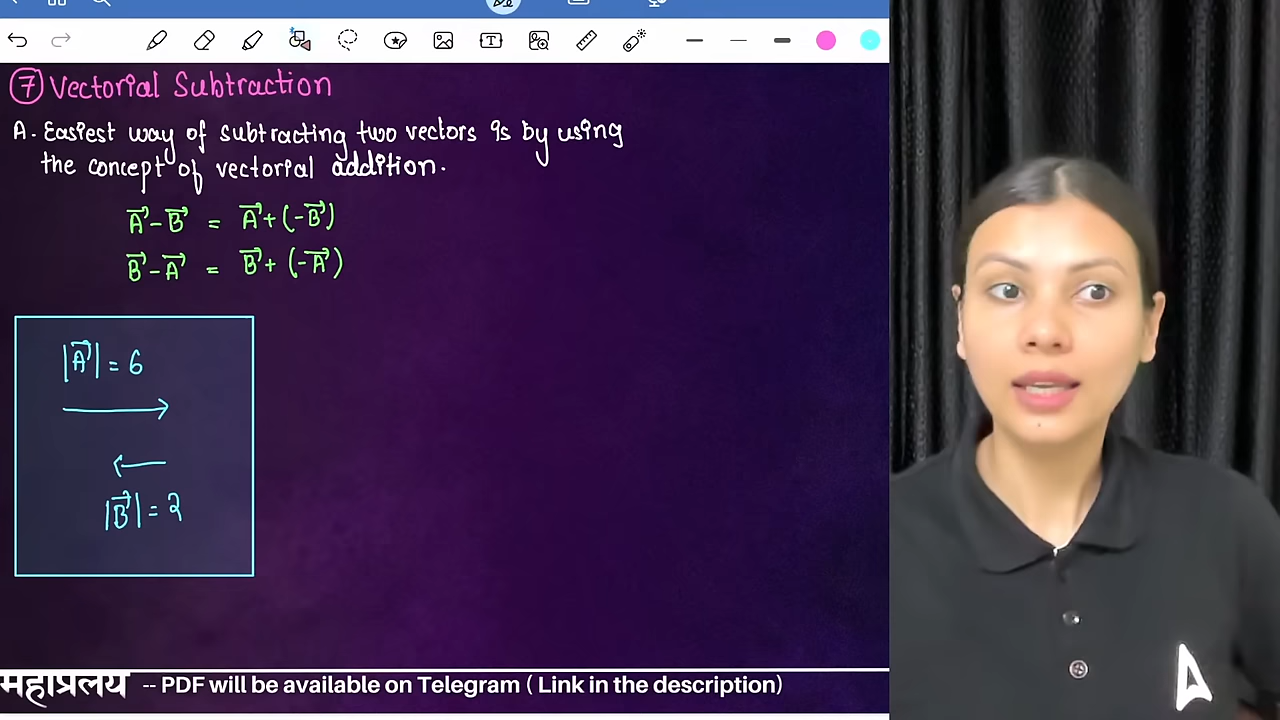 ⑦ Vectorial Subtraction
A. Easiest way of subtracting two vectors is by using
the concept of vectorial addition.
A⃗ - B⃗ = A⃗ + (-B⃗)
B⃗ - A⃗ = B⃗ + (-A⃗)
|A⃗| = 6
|B⃗| = 2
महाप्रलय -- PDF will be available on Telegram ( Link in the description)